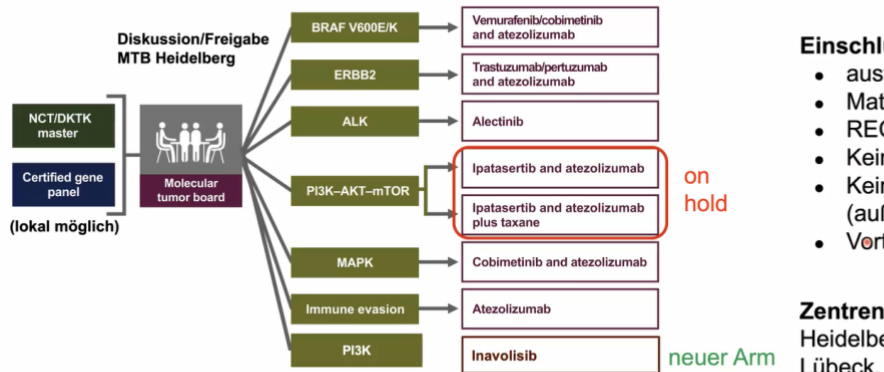 Diskussion/Freigabe
MTB Heidelberg
NCT/DKTK
master
Certified gene
panel
(lokal möglich)
Molecular
tumor board
BRAF V600E/K
Vemurafenib/cobimetinib
and atezolizumab
ERBB2
Trastuzumab/pertuzumab
and atezolizumab
ALK
Alectinib
PI3K–AKT–mTOR
Ipatasertib and atezolizumab
Ipatasertib and atezolizumab
plus taxane
on
hold
MAPK
Cobimetinib and atezolizumab
Immune evasion
Atezolizumab
PI3K
Inavolisib
neuer Arm
Zentren
Lübeck,